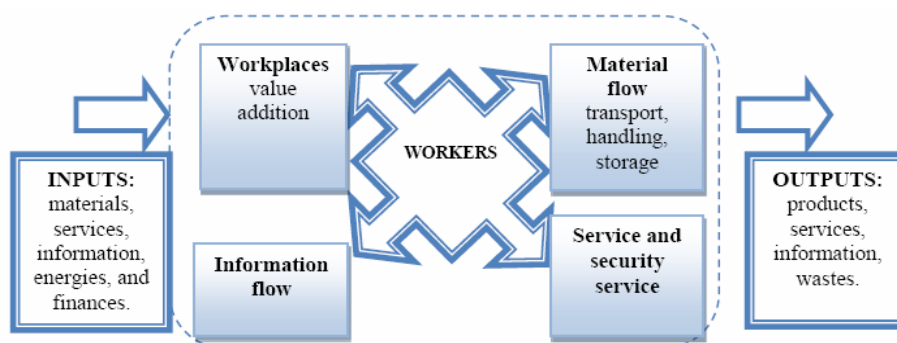 INPUTS:
materials,
services,
information,
energies, and
finances.
Workplaces
value
addition
Information
flow
WORKERS
Material
flow
transport,
handling,
storage
Service and
security
service
OUTPUTS:
products,
services,
information,
wastes.